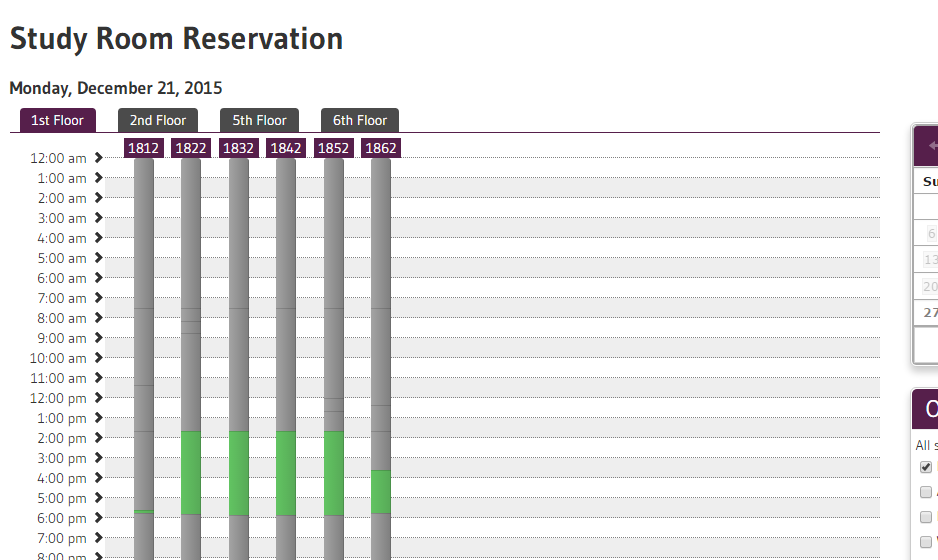 Study Room Reservation
Monday, December 21, 2015
1st Floor 2nd Floor 5th Floor 6th Floor
1812 1822 1832 1842 1852 1862
12:00 am
1:00 am
2:00 am
3:00 am
4:00 am
5:00 am
6:00 am
7:00 am
8:00 am
9:00 am
10:00 am
11:00 am
12:00 pm
1:00 pm
2:00 pm
3:00 pm
4:00 pm
5:00 pm
6:00 pm
7:00 pm
8:00 pm
Su
6
13
20
27
All s